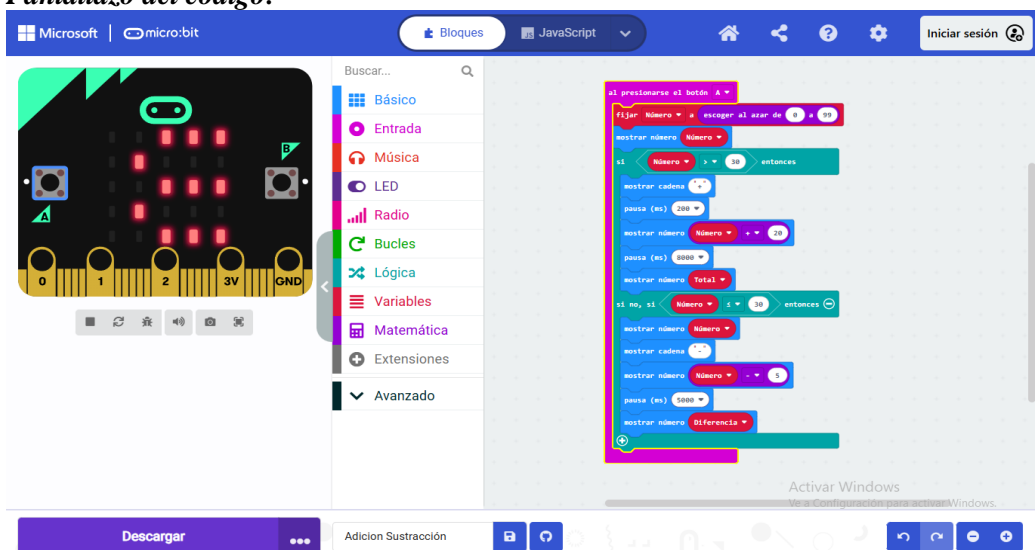 Pantallazo del código:
Microsoft micro:bit Bloques JavaScript Iniciar sesión
Buscar...
Básico
Entrada
Música
LED
Radio
Bucles
Lógica
Variables
Matemática
Extensiones
Avanzado
A
B
0 1 2 3V GND
al presionarse el botón A
fijar Número a escoger al azar de 0 a 99
mostrar número Número
si Número > 30 entonces
mostrar cadena "+"
pausa (ms) 200
mostrar número Número + 20
pausa (ms) 8000
mostrar número Total
si no, si Número ≤ 30 entonces
mostrar número Número
mostrar cadena "-"
mostrar número Número - 5
pausa (ms) 5000
mostrar número Diferencia
Activar Windows
Ve a Configuración para activar Windows.
Descargar
Adicion Sustracción